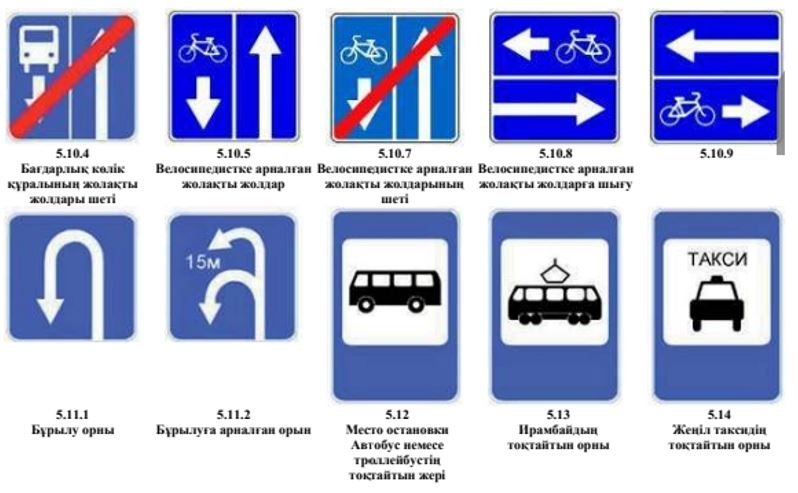 5.10.4
Бағдарлық көлік
құралының жолақты
жолдары шеті
5.10.5
Велосипедистке арналған
жолақты жолдар
5.10.7
Велосипедистке арналған
жолақты жолдарының
шеті
5.10.8
Велосипедистке арналған
жолақты жолдарға шығу
5.10.9
15м
ТАКСИ
5.11.1
Бұрылу орны
5.11.2
Бұрылуға арналған орын
5.12
Место остановки
Автобус немесе
троллейбустің
тоқтайтын жері
5.13
Ирамбайдың
тоқтайтын орны
5.14
Жеңіл таксидің
тоқтайтын орны